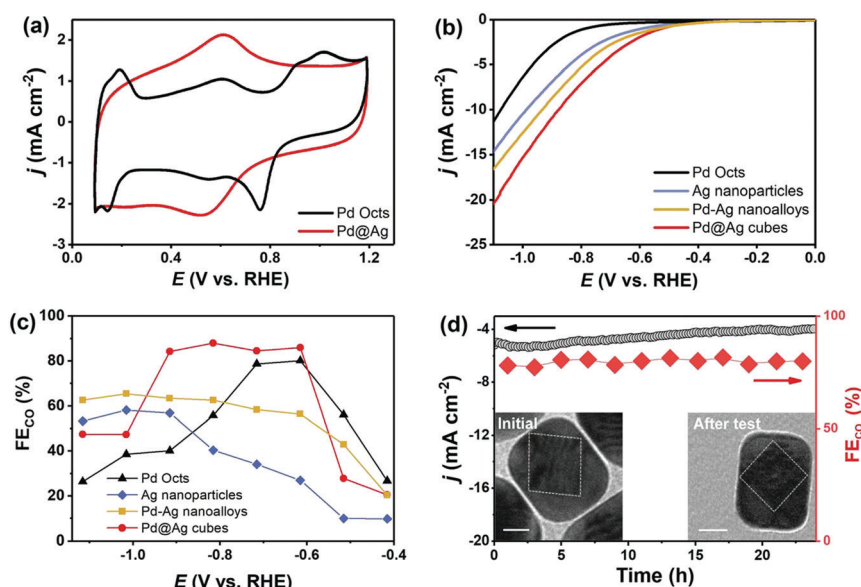 (a)
3
2
1
0
-1
-2
-3
j (mA cm⁻²)
Pd Octs
Pd@Ag
0.0
0.4
0.8
1.2
E (V vs. RHE)
(b)
0
-5
-10
-15
-20
-25
j (mA cm⁻²)
Pd Octs
Ag nanoparticles
Pd-Ag nanoalloys
Pd@Ag cubes
-1.0
-0.8
-0.6
-0.4
-0.2
0.0
E (V vs. RHE)
(c)
100
80
60
40
20
0
FE_CO (%)
Pd Octs
Ag nanoparticles
Pd-Ag nanoalloys
Pd@Ag cubes
-1.0
-0.8
-0.6
-0.4
E (V vs. RHE)
(d)
-4
-8
-12
-16
-20
j (mA cm⁻²)
Initial
After test
100
50
0
FE_CO (%)
0
5
10
15
20
Time (h)